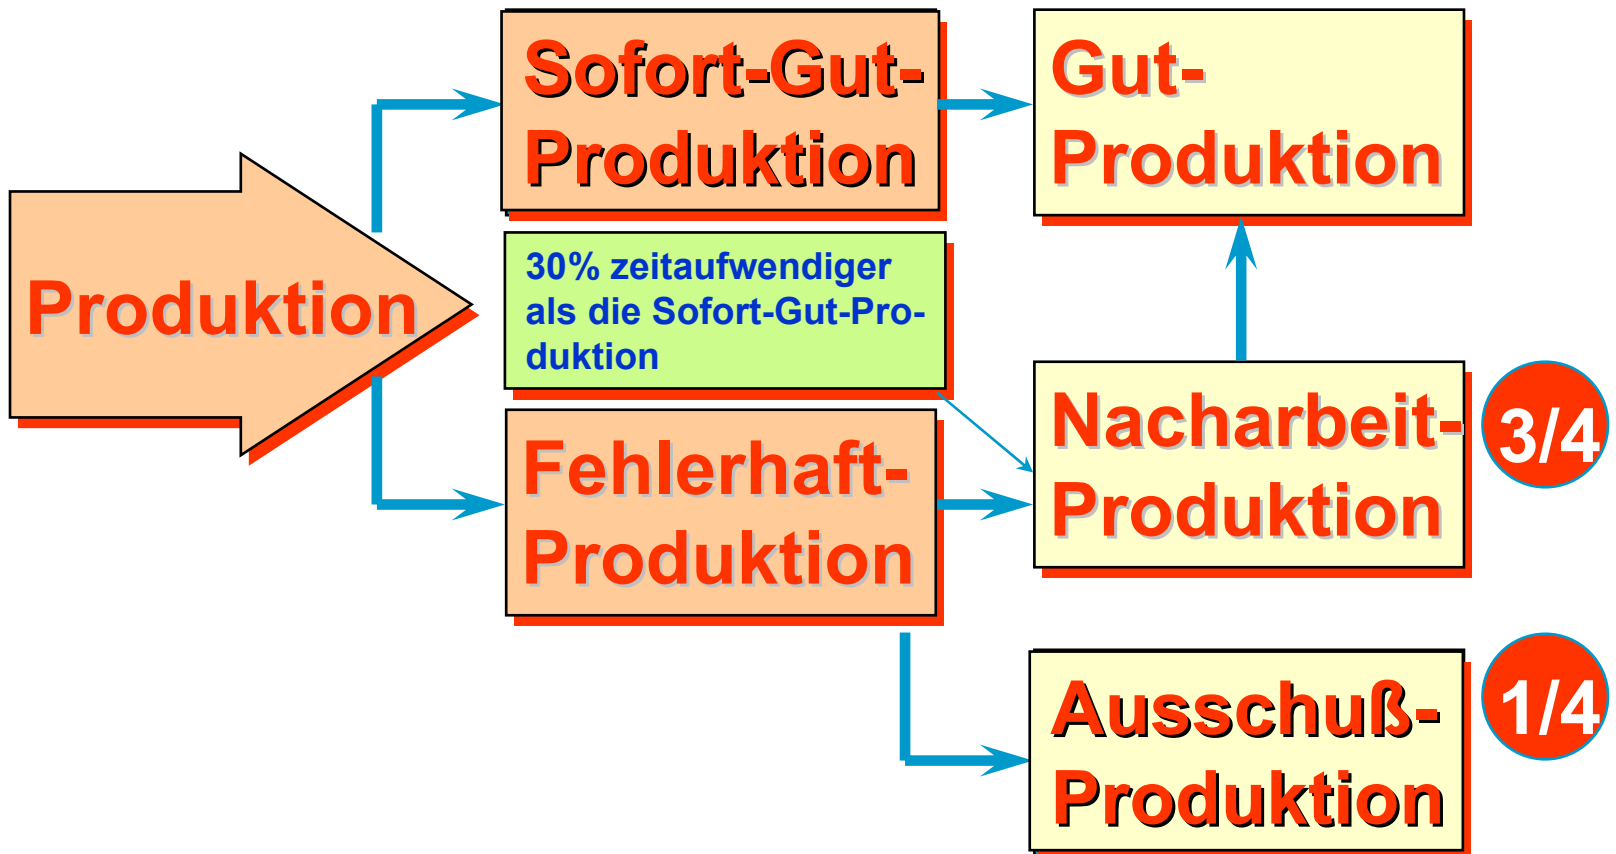 Sofort-Gut-
Produktion
Gut-
Produktion
Produktion
30% zeitaufwendiger
als die Sofort-Gut-Pro-
duktion
Fehlerhaft-
Produktion
Nacharbeit-
Produktion
3/4
Ausschuß-
Produktion
1/4